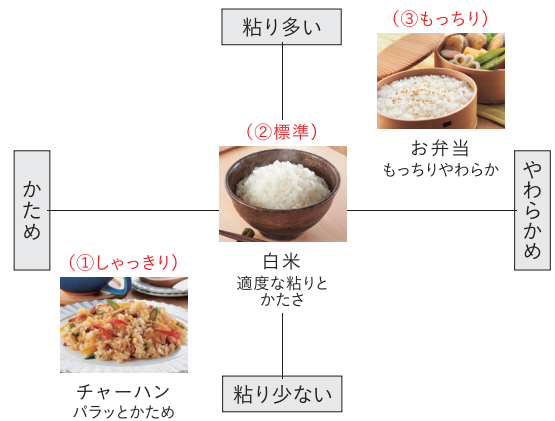 粘り多い
(③もっちり)
お弁当
もっちりやわらか
(②標準)
かため
やわらかめ
白米
適度な粘りと
かたさ
(①しゃっきり)
チャーハン
パラッとかため
粘り少ない